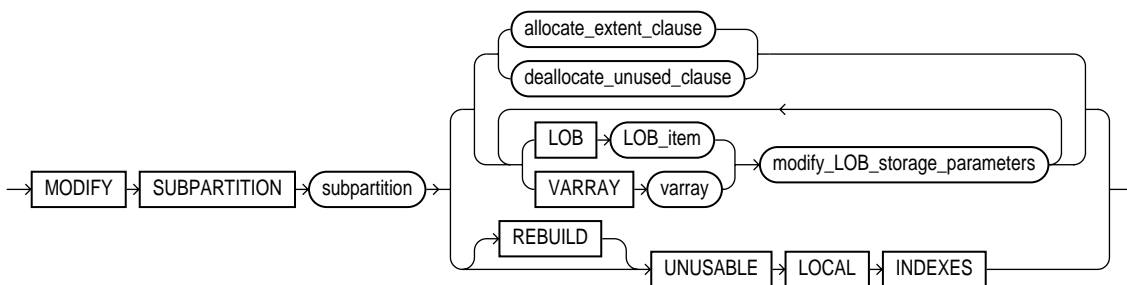 allocate_extent_clause
deallocate_unused_clause
LOB LOB_item
modify_LOB_storage_parameters
MODIFY SUBPARTITION subpartition
VARRAY varray
REBUILD
UNUSABLE LOCAL INDEXES